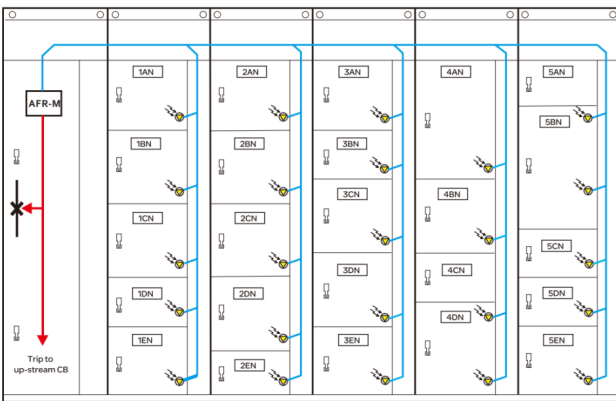 AFR-M
Trip to
up-stream CB
1AN
1BN
1CN
1DN
1EN
2AN
2BN
2CN
2DN
2EN
3AN
3BN
3CN
3DN
3EN
4AN
4BN
4CN
4DN
5AN
5BN
5CN
5DN
5EN